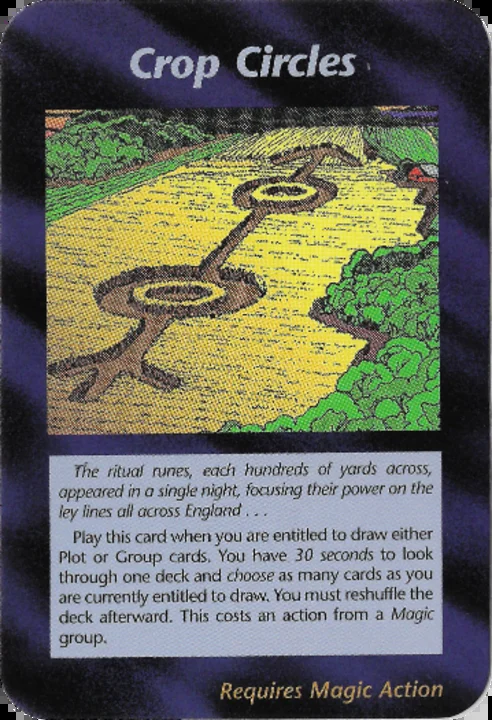 Crop Circles
The ritual runes, each hundreds of yards across,
appeared in a single night, focusing their power on the
ley lines all across England . . .
Play this card when you are entitled to draw either
Plot or Group cards. You have 30 seconds to look
through one deck and choose as many cards as you
are currently entitled to draw. You must reshuffle the
deck afterward. This costs an action from a Magic
group.
Requires Magic Action